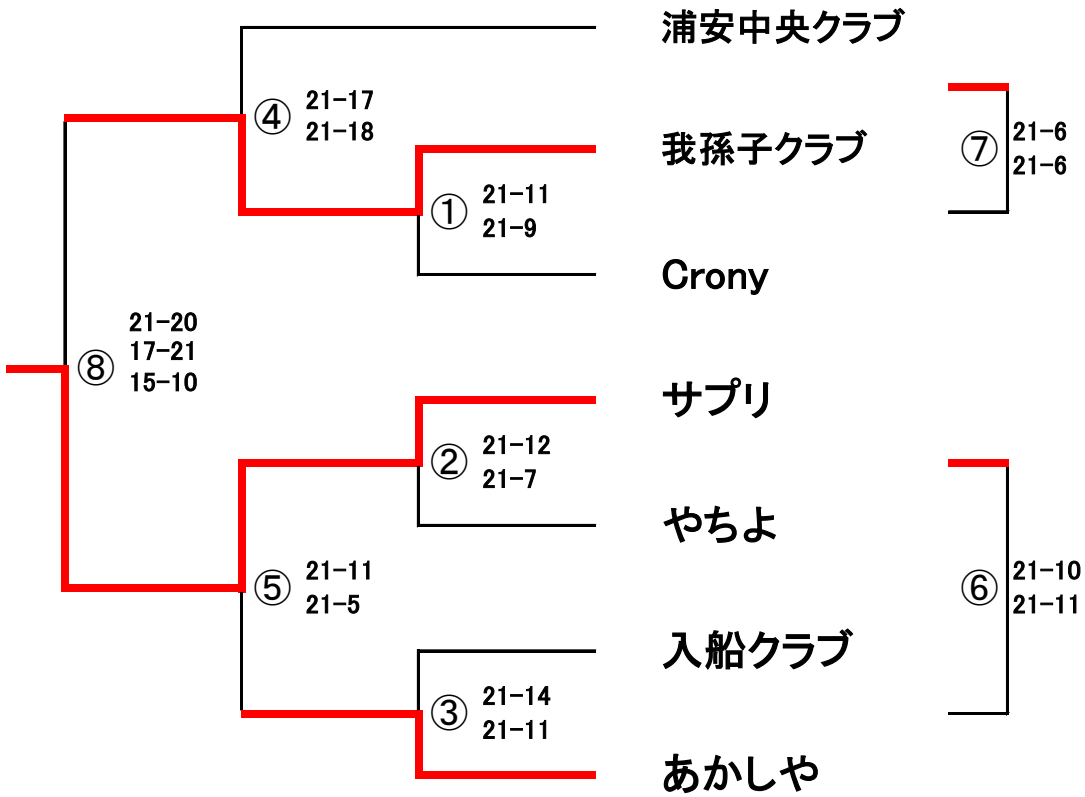 浦安中央クラブ
④ 21-17
21-18
我孫子クラブ
⑦ 21-6
21-6
① 21-11
21-9
Crony
⑧ 21-20
17-21
15-10
サプリ
② 21-12
21-7
やちよ
⑤ 21-11
21-5
⑥ 21-10
21-11
入船クラブ
③ 21-14
21-11
あかしや